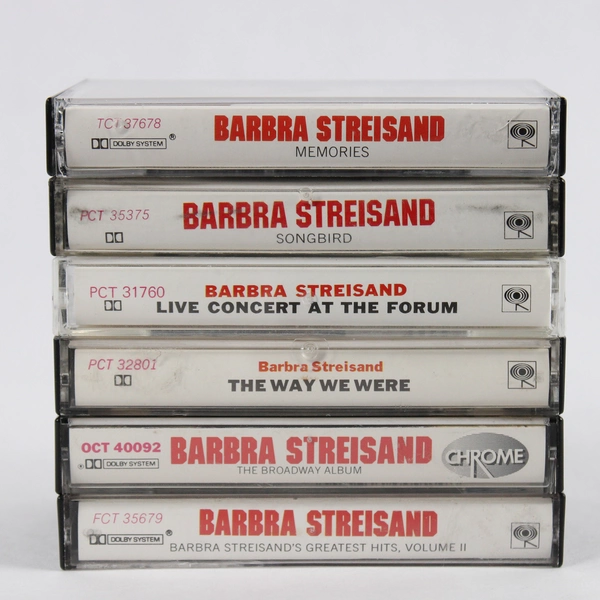 TC 37678
DOLBY SYSTEM ®
BARBRA STREISAND
MEMORIES
PCT 35375
BARBRA STREISAND
SONGBIRD
PCT 31760
BARBRA STREISAND
LIVE CONCERT AT THE FORUM
PCT 32801
Barbra Streisand
THE WAY WE WERE
OCT 40092
DOLBY SYSTEM
BARBRA STREISAND
THE BROADWAY ALBUM
CHROME
FCT 35679
DOLBY SYSTEM ®
BARBRA STREISAND
BARBRA STREISAND'S GREATEST HITS, VOLUME II